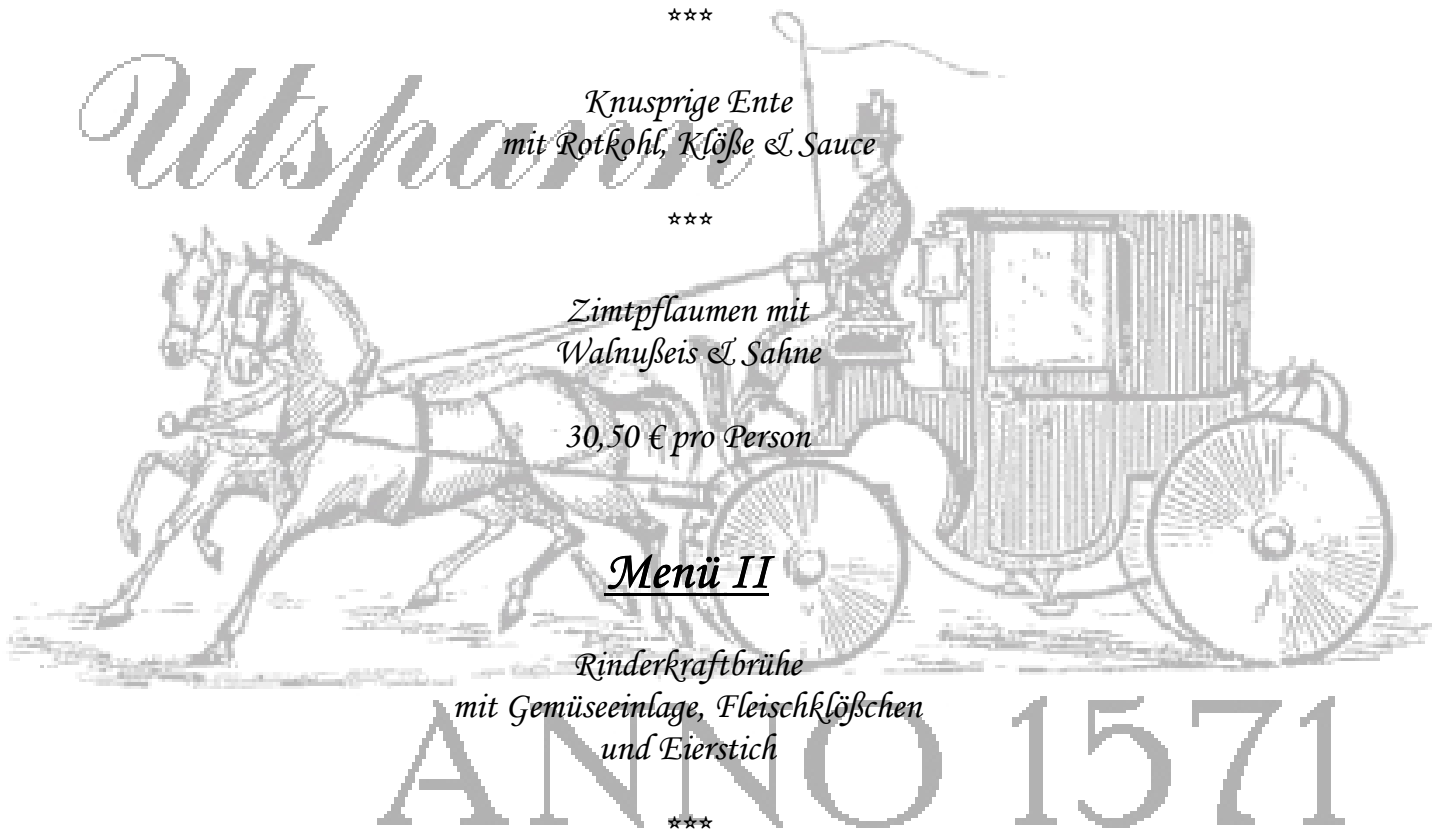 ***
Utspann
Knusprige Ente
mit Rotkohl, Klöße & Sauce
***
Zimtpflaumen mit
Walnußeis & Sahne
30,50 € pro Person
Menü II
Rinderkraftbrühe
mit Gemüseeinlage, Fleischklößchen
und Eierstich
ANNO 1571
***